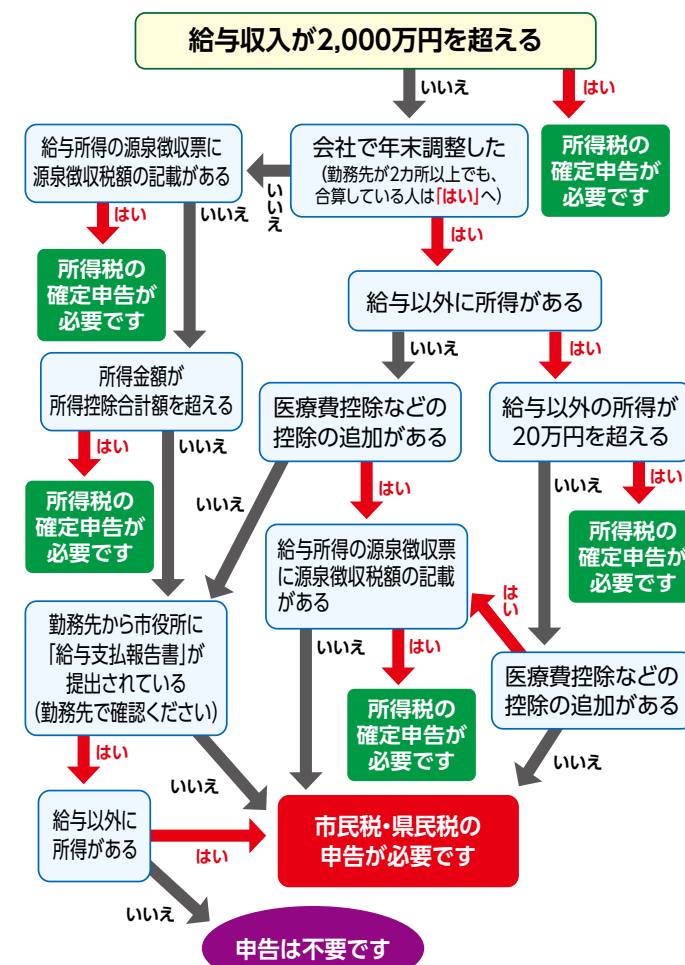 給与収入が2,000万円を超える
いいえ
はい
給与所得の源泉徴収票に
源泉徴収税額の記載がある
いいえ
会社で年末調整した
(勤務先が2カ所以上でも、
合算している人は「はい」へ)
所得税の
確定申告が
必要です
はい
いいえ
はい
所得税の
確定申告が
必要です
給与以外に所得がある
いいえ
はい
所得金額が
所得控除合計額を超える
医療費控除などの
控除の追加がある
給与以外の所得が
20万円を超える
はい
いいえ
いいえ
はい
いいえ
はい
所得税の
確定申告が
必要です
給与所得の源泉徴収票
に源泉徴収税額の記載
がある
所得税の
確定申告が
必要です
はい
勤務先から市役所に
「給与支払報告書」が
提出されている
(勤務先で確認ください)
いいえ
はい
医療費控除などの
控除の追加がある
所得税の
確定申告が
必要です
はい
いいえ
いいえ
給与以外に
所得がある
はい
市民税・県民税の
申告が必要です
いいえ
申告は不要です